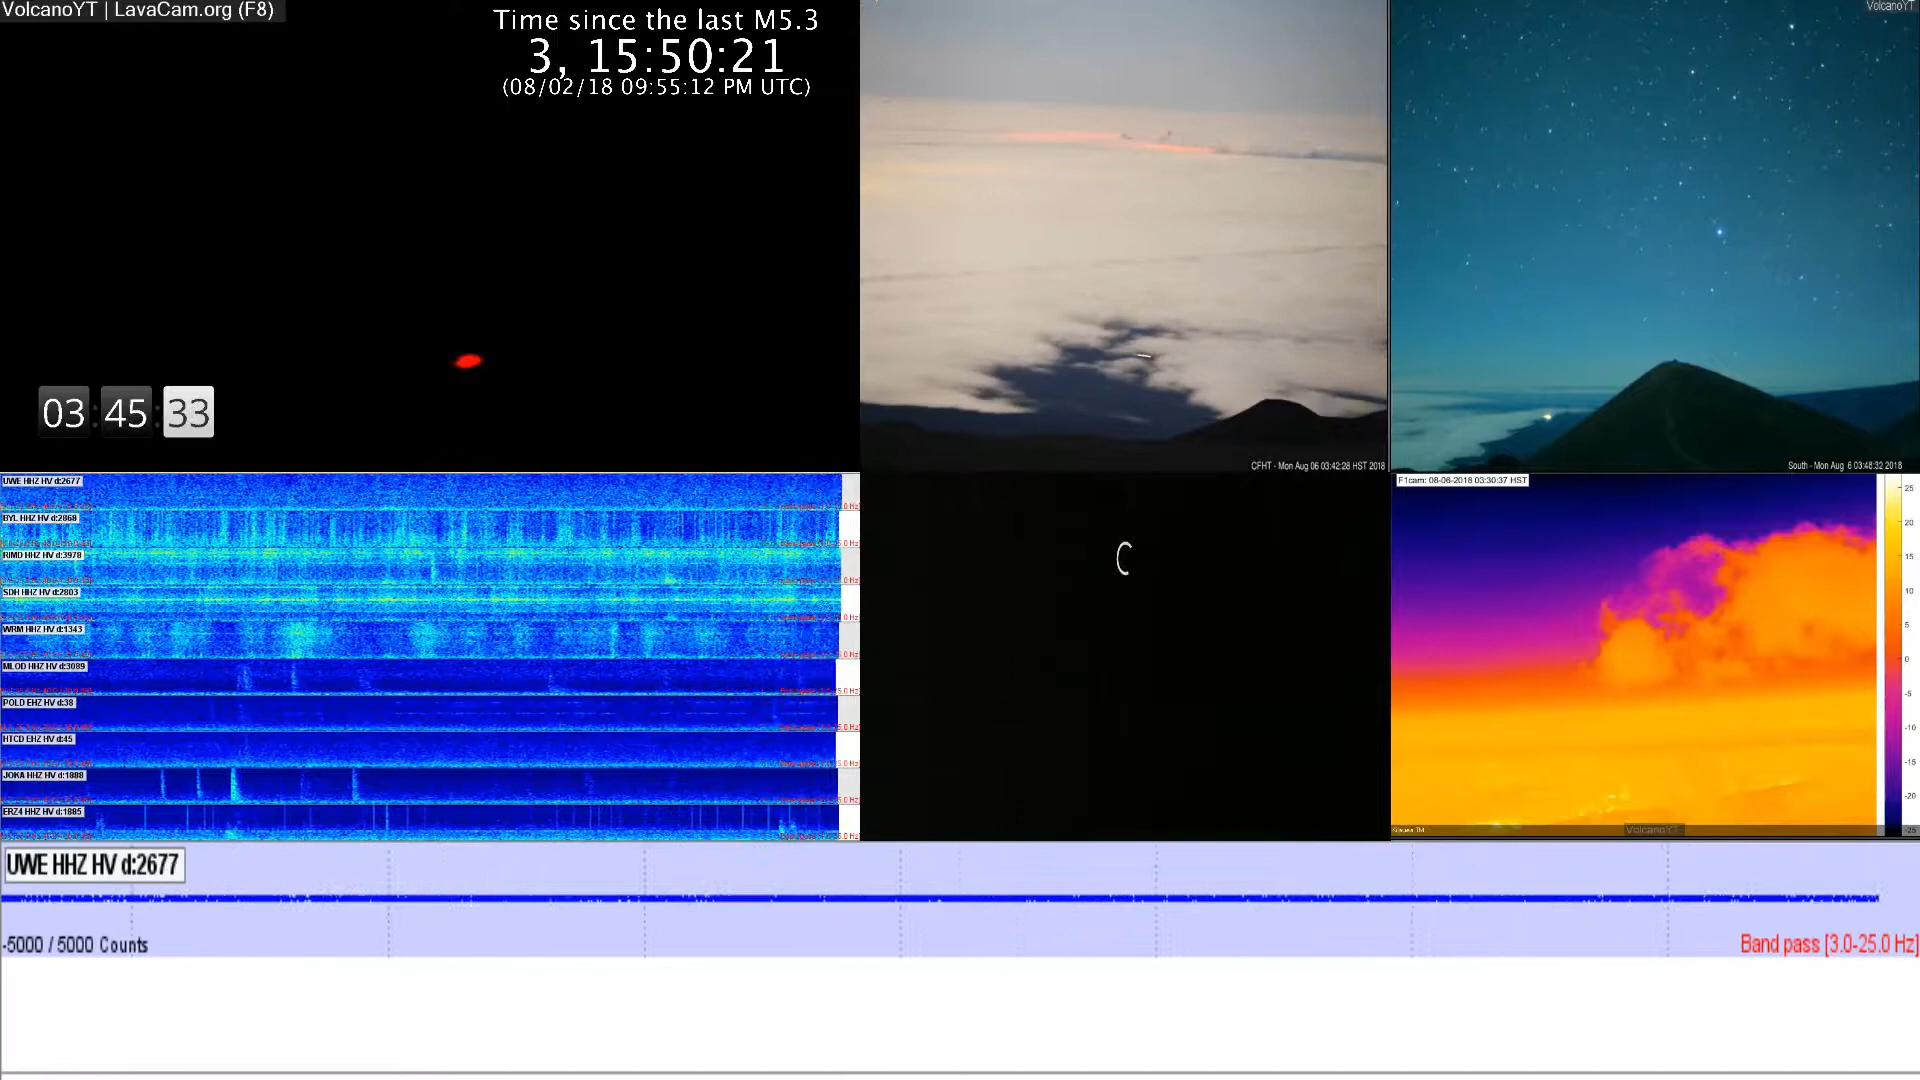 VolcanoYT | LavaCam.org (F8)
Time since the last M5.3
3, 15:50:21
(08/02/18 09:55:12 PM UTC)
03 45 33
CFHT - Mon Aug 06 03:42:28 HST 2018
VolcanoYT
South - Mon Aug 6 03:48:32 2018
UWE HHZ HV d:2677
BYL HHZ HV d:2868
RIMD HHZ HV d:3978
SDH HHZ HV d:2803
WRM HHZ HV d:1343
MLOD HHZ HV d:3089
POLD EHZ HV d:38
HTCD EHZ HV d:45
JOKA HHZ HV d:1888
ERZ4 HHZ HV d:1885
F1cam: 08-06-2018 03:30:37 HST
25
20
15
10
5
0
-5
-10
-15
-20
-25
VolcanoYT
UWE HHZ HV d:2677
-5000 / 5000 Counts
Band pass [3.0-25.0 Hz]